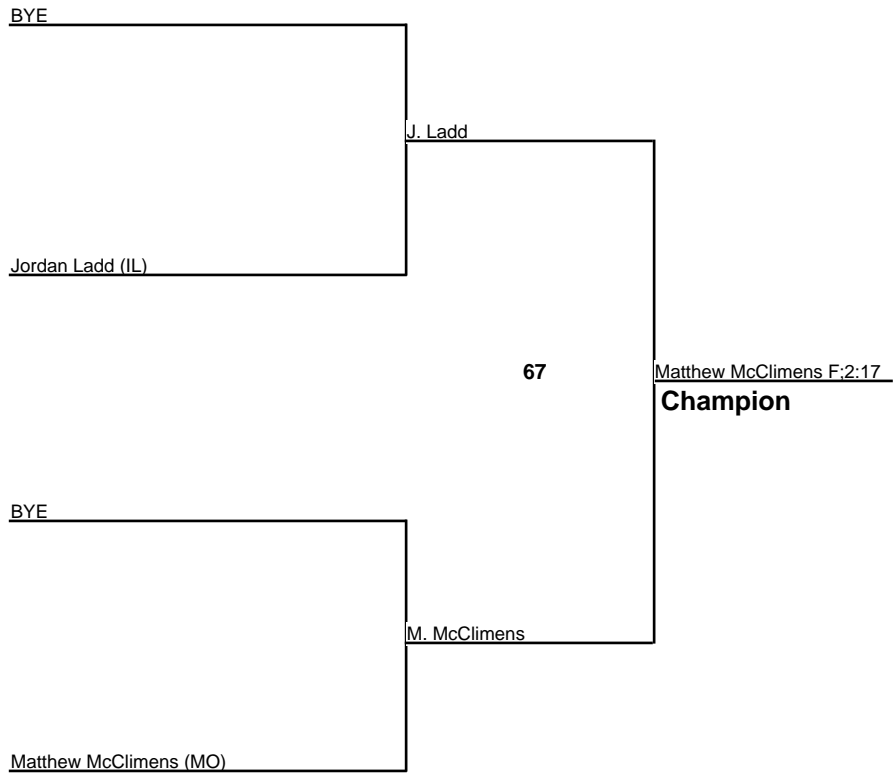 BYE
J. Ladd
Jordan Ladd (IL)
67
Matthew McClimens F;2:17
Champion
BYE
M. McClimens
Matthew McClimens (MO)